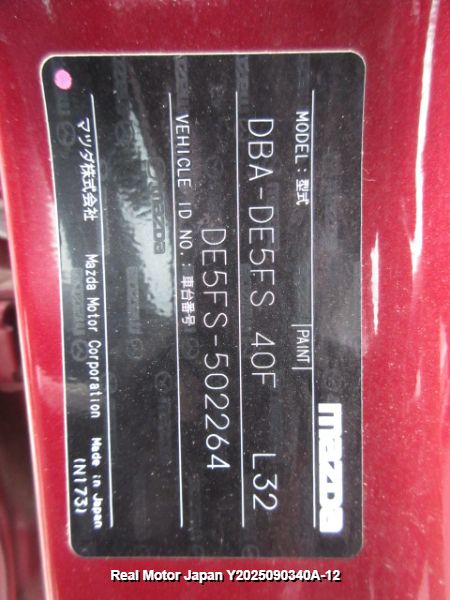 mazda
MODEL:型式
PAINT
DBA-DE5FS 40F L32
VEHICLE ID NO.:車台番号
DE5FS-502264
マツダ株式会社 Mazda Motor Corporation Made in Japan
(N173)
Real Motor Japan Y2025090340A-12